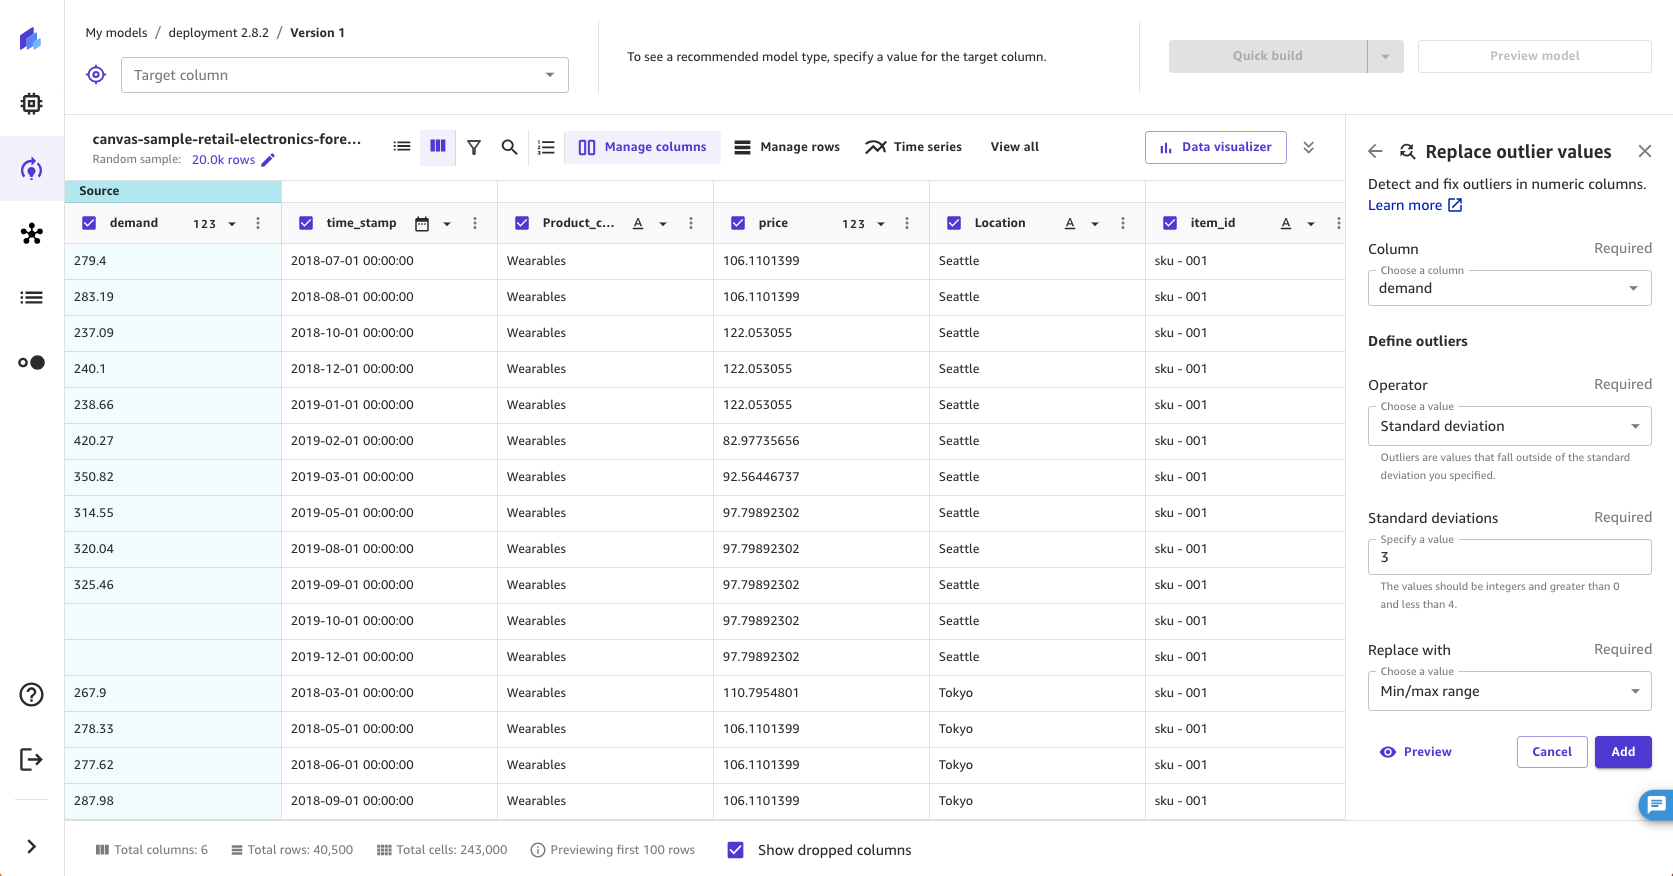 My models / deployment 2.8.2 / Version 1
Target column
To see a recommended model type, specify a value for the target column.
Quick build
Preview model
canvas-sample-retail-electronics-fore...
Random sample: 20.0k rows
Manage columns
Manage rows
Time series
View all
Data visualizer
Source
demand 123 time_stamp Product_c... A price 123 Location A item_id A
279.4 2018-07-01 00:00:00 Wearables 106.1101399 Seattle sku - 001
283.19 2018-08-01 00:00:00 Wearables 106.1101399 Seattle sku - 001
237.09 2018-10-01 00:00:00 Wearables 122.053055 Seattle sku - 001
240.1 2018-12-01 00:00:00 Wearables 122.053055 Seattle sku - 001
238.66 2019-01-01 00:00:00 Wearables 122.053055 Seattle sku - 001
420.27 2019-02-01 00:00:00 Wearables 82.97735656 Seattle sku - 001
350.82 2019-03-01 00:00:00 Wearables 92.56446737 Seattle sku - 001
314.55 2019-05-01 00:00:00 Wearables 97.79892302 Seattle sku - 001
320.04 2019-08-01 00:00:00 Wearables 97.79892302 Seattle sku - 001
325.46 2019-09-01 00:00:00 Wearables 97.79892302 Seattle sku - 001
2019-10-01 00:00:00 Wearables 97.79892302 Seattle sku - 001
2019-12-01 00:00:00 Wearables 97.79892302 Seattle sku - 001
267.9 2018-03-01 00:00:00 Wearables 110.7954801 Tokyo sku - 001
278.33 2018-05-01 00:00:00 Wearables 106.1101399 Tokyo sku - 001
277.62 2018-06-01 00:00:00 Wearables 106.1101399 Tokyo sku - 001
287.98 2018-09-01 00:00:00 Wearables 106.1101399 Tokyo sku - 001
Total columns: 6
Total rows: 40,500
Total cells: 243,000
Previewing first 100 rows
Show dropped columns
Replace outlier values
Detect and fix outliers in numeric columns.
Learn more
Column Required
Choose a column
demand
Define outliers
Operator Required
Choose a value
Standard deviation
Outliers are values that fall outside of the standard
deviation you specified.
Standard deviations Required
Specify a value
3
The values should be integers and greater than 0
and less than 4.
Replace with Required
Choose a value
Min/max range
Preview
Cancel
Add